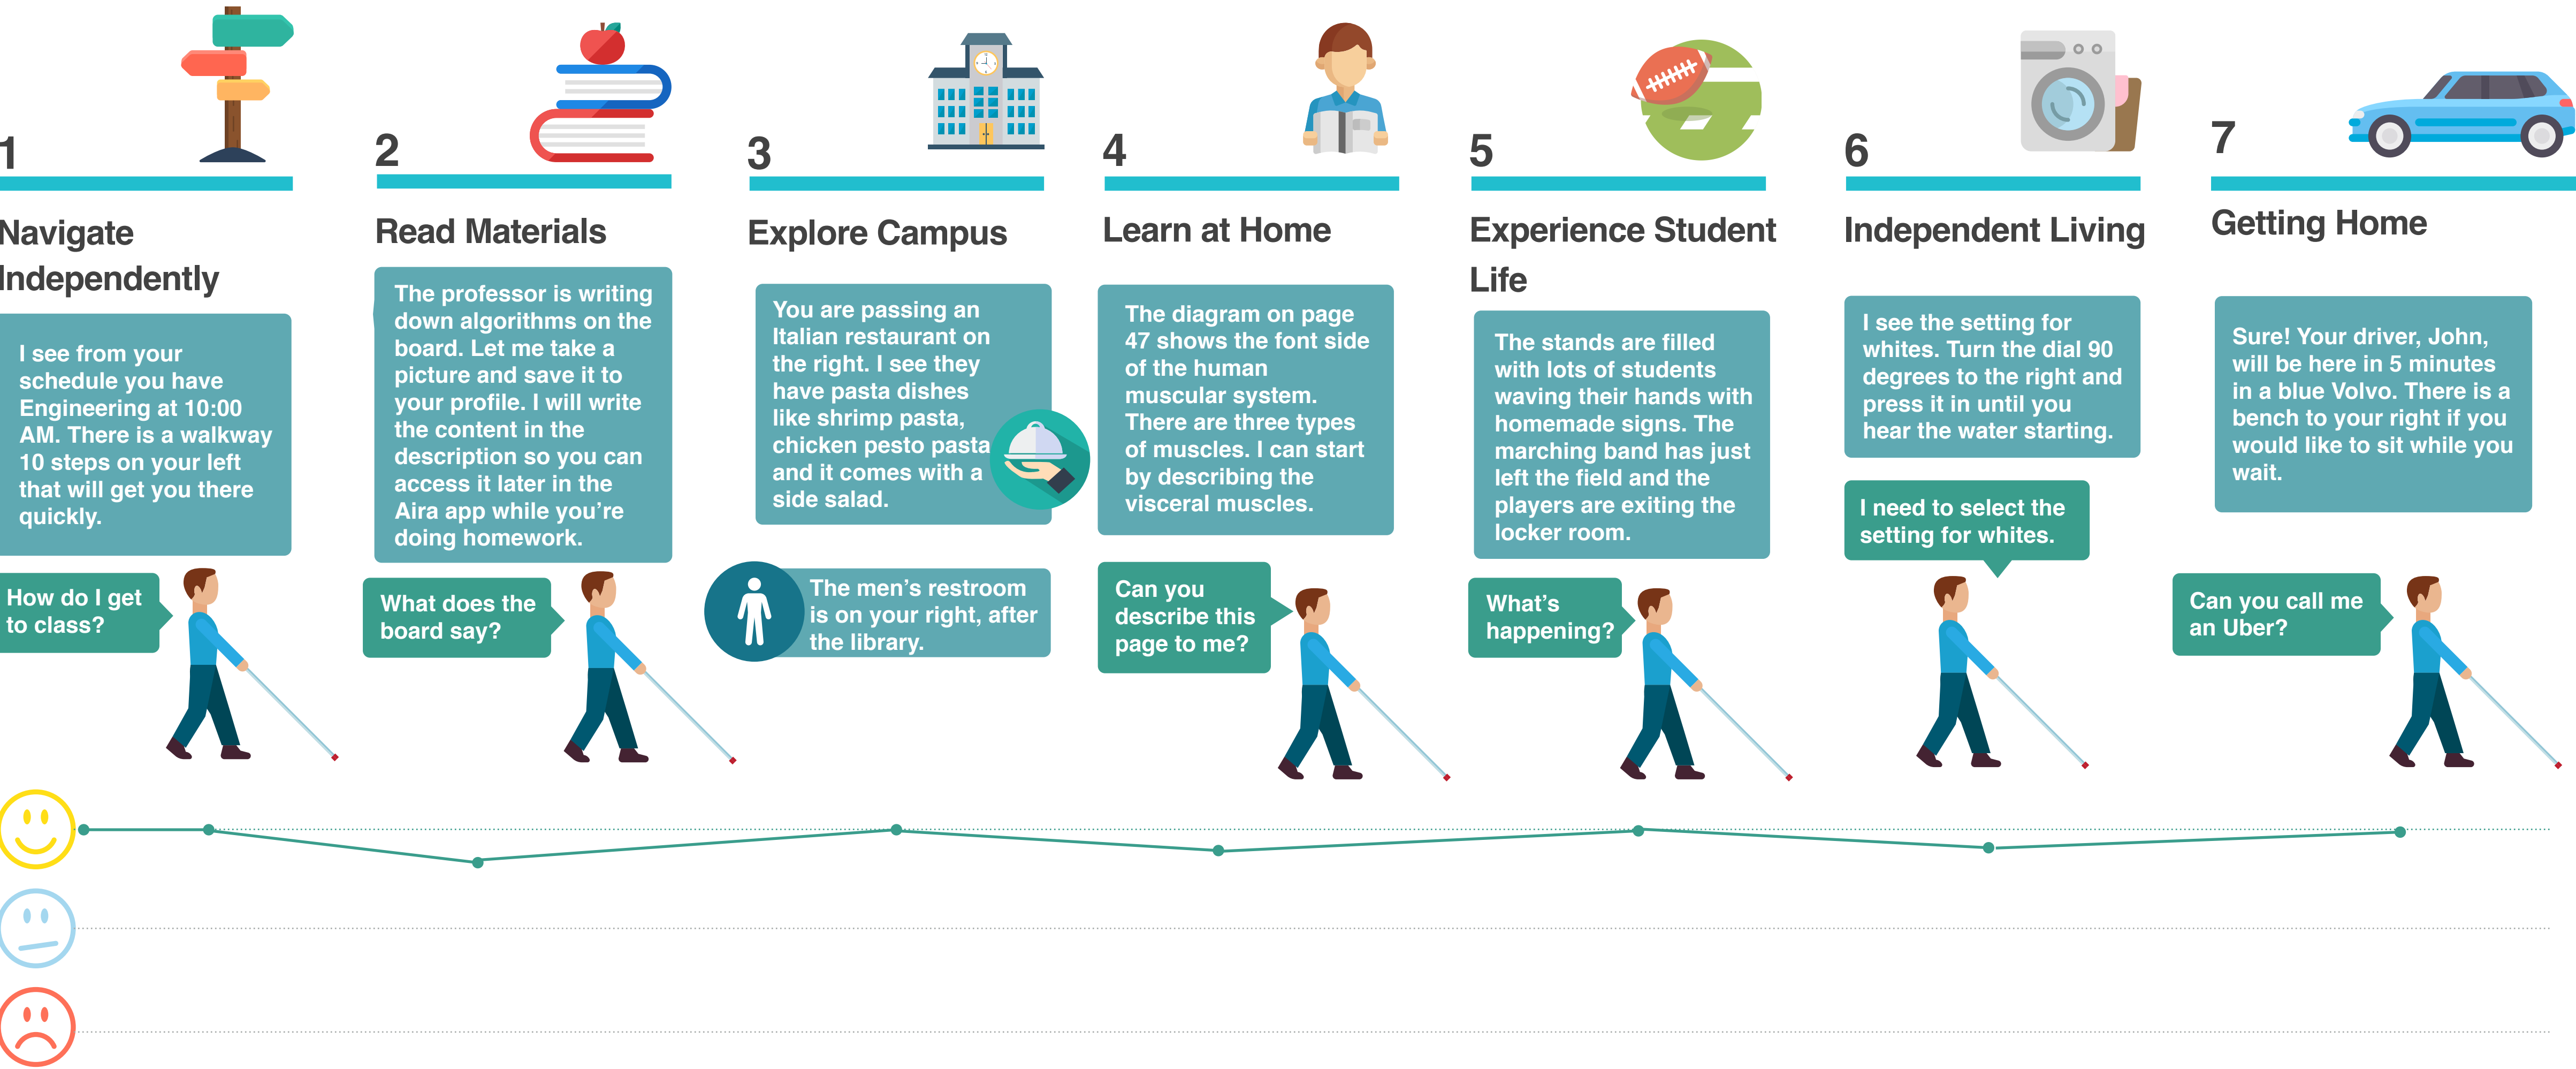 1
Navigate
Independently
I see from your
schedule you have
Engineering at 10:00
AM. There is a walkway
10 steps on your left
that will get you there
quickly.
How do I get
to class?
2
Read Materials
The professor is writing
down algorithms on the
board. Let me take a
picture and save it to
your profile. I will write
the content in the
description so you can
access it later in the
Aira app while you’re
doing homework.
What does the
board say?
3
Explore Campus
You are passing an
Italian restaurant on
the right. I see they
have pasta dishes
like shrimp pasta,
chicken pesto pasta
and it comes with a
side salad.
The men’s restroom
is on your right, after
the library.
4
Learn at Home
The diagram on page
47 shows the font side
of the human
muscular system.
There are three types
of muscles. I can start
by describing the
visceral muscles.
Can you
describe this
page to me?
5
Experience Student
Life
The stands are filled
with lots of students
waving their hands with
homemade signs. The
marching band has just
left the field and the
players are exiting the
locker room.
What’s
happening?
6
Independent Living
I see the setting for
whites. Turn the dial 90
degrees to the right and
press it in until you
hear the water starting.
I need to select the
setting for whites.
7
Getting Home
Sure! Your driver, John,
will be here in 5 minutes
in a blue Volvo. There is a
bench to your right if you
would like to sit while you
wait.
Can you call me
an Uber?